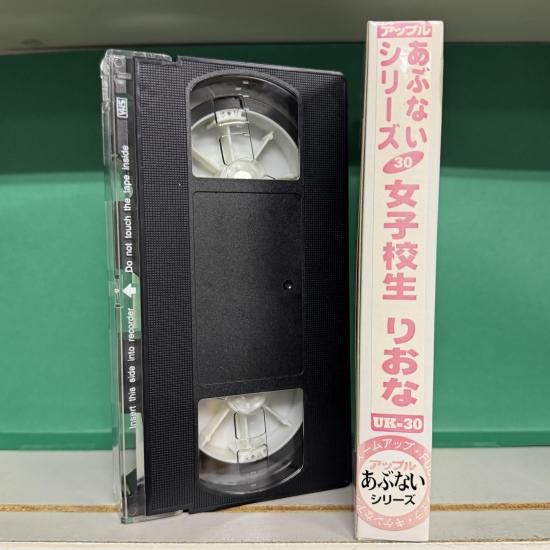 VHS
Do not touch the tape inside
Insert this side into recorder
アップル
あぶない
シリーズ
30
女子校生 りおな
UK-30
アップル
あぶない
シリーズ